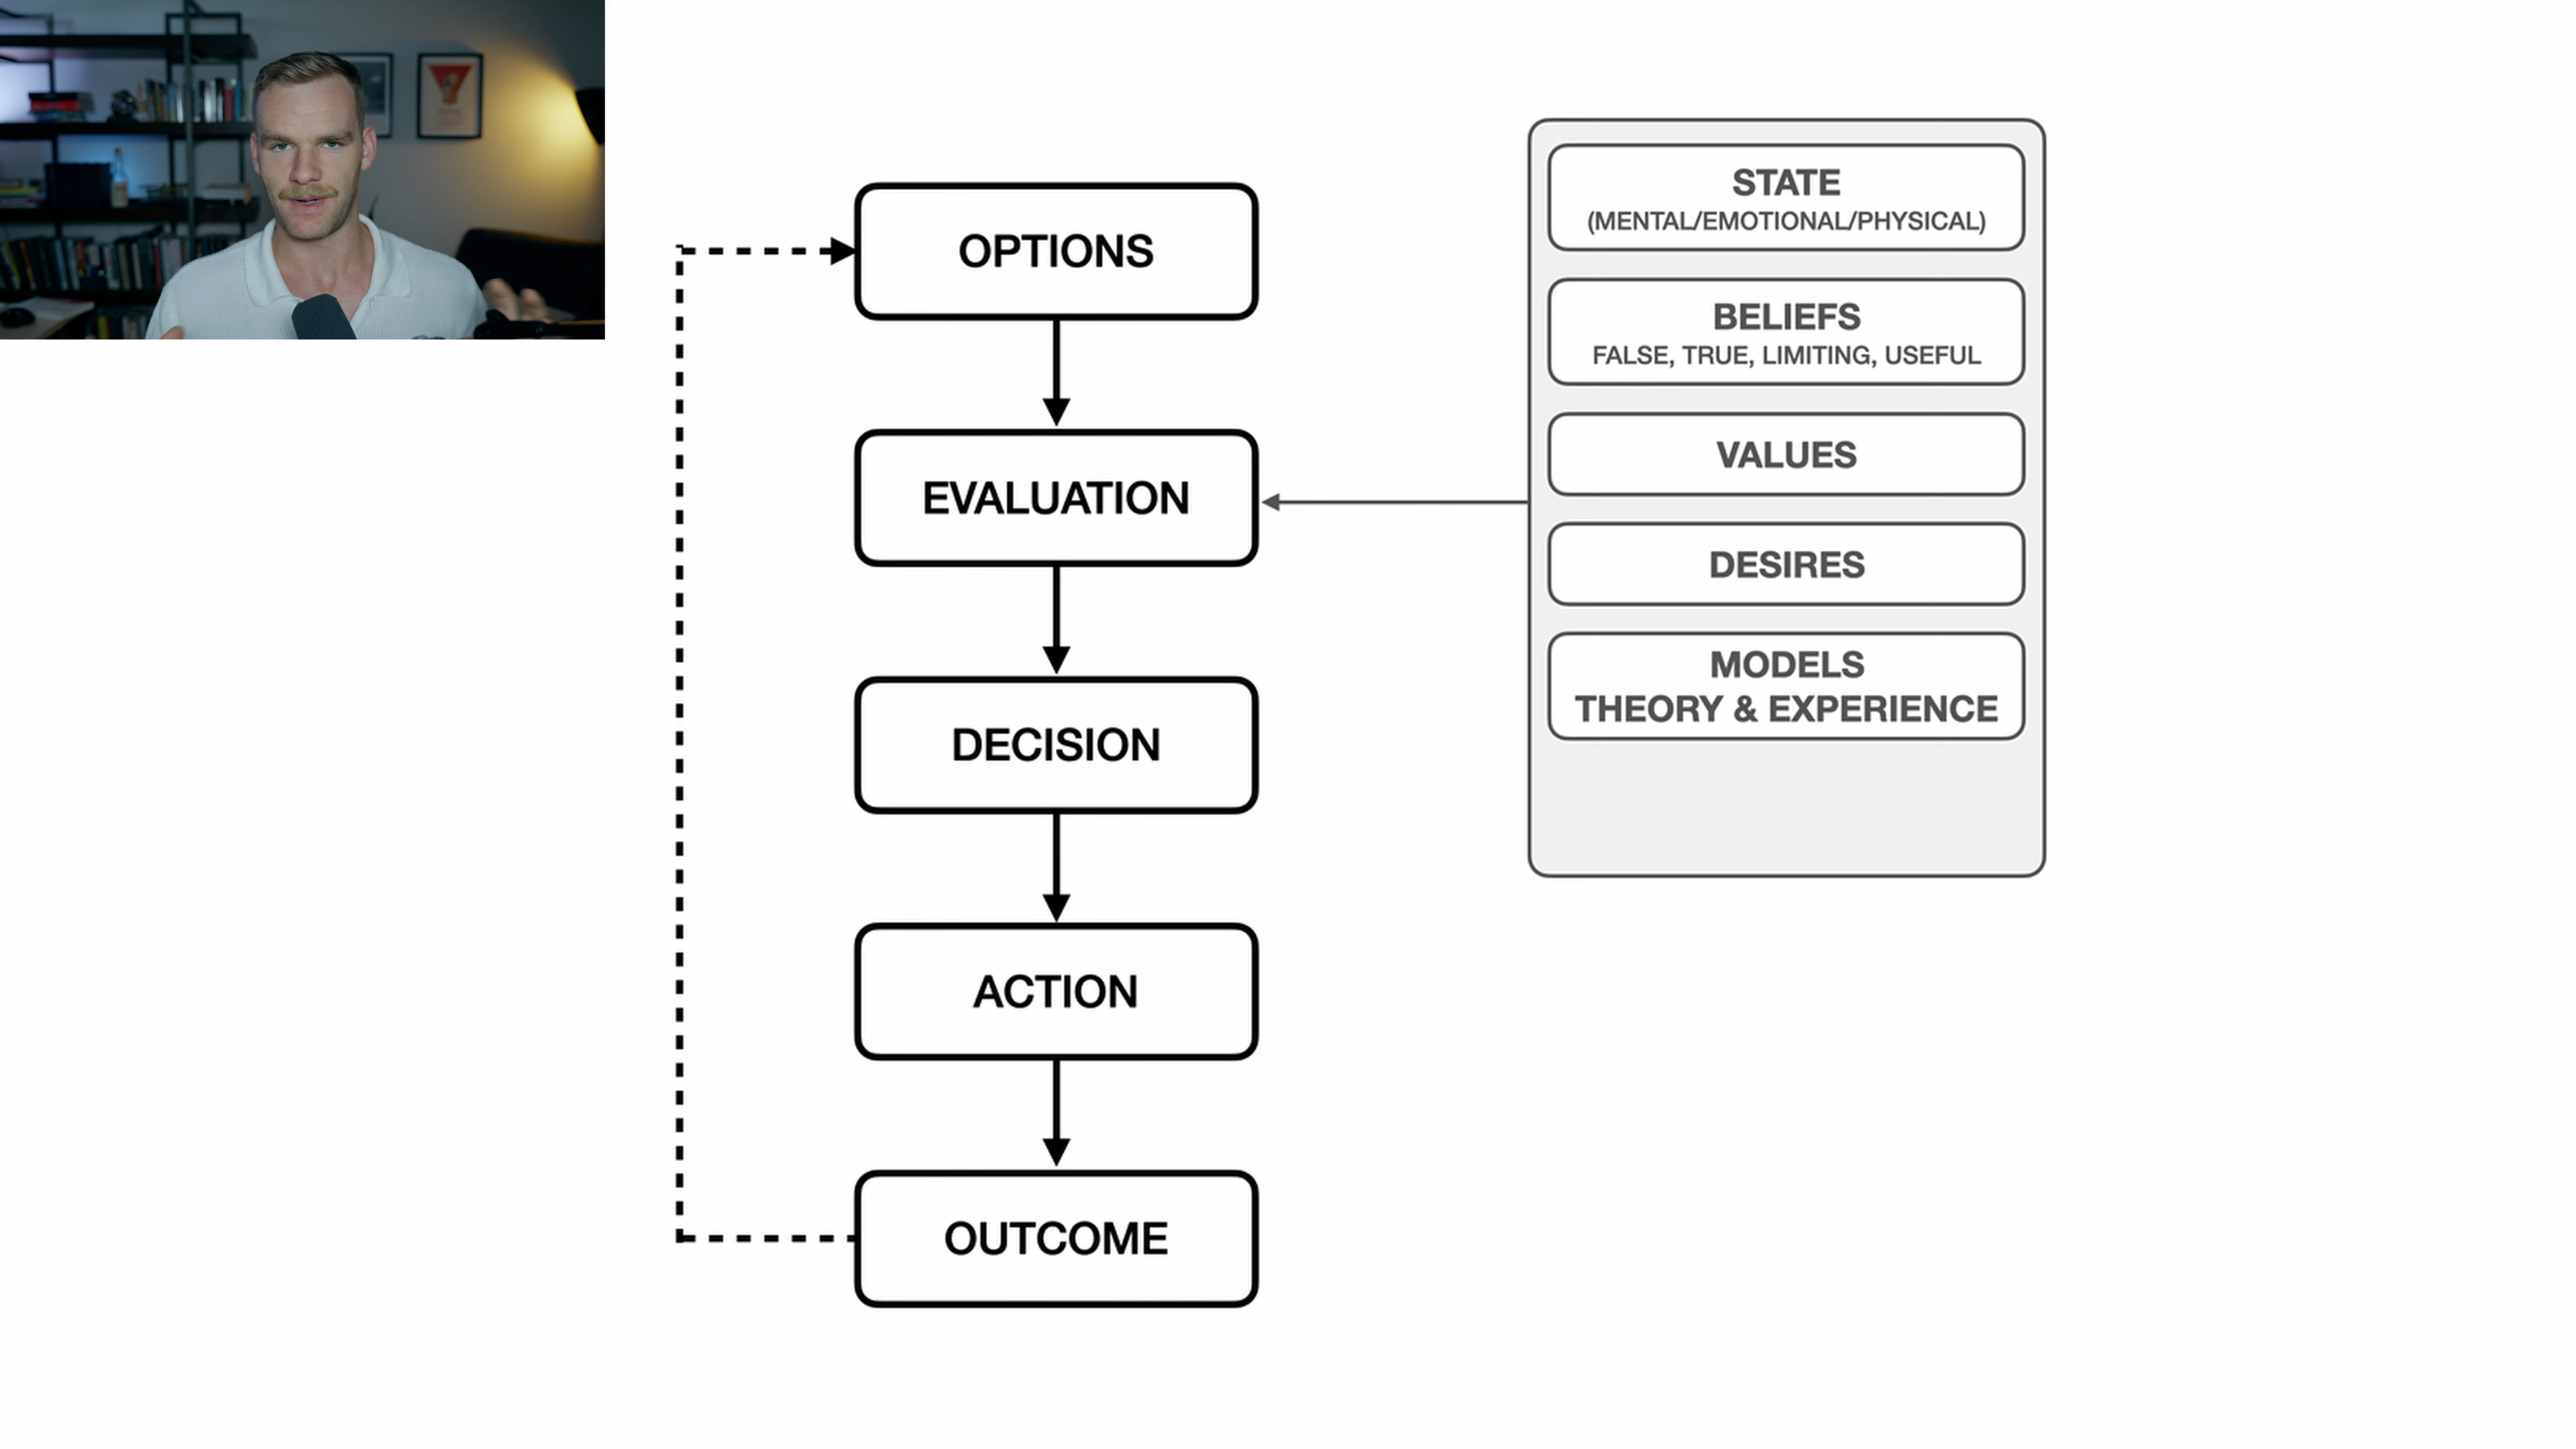 OPTIONS
EVALUATION
DECISION
ACTION
OUTCOME
STATE
(MENTAL/EMOTIONAL/PHYSICAL)
BELIEFS
FALSE, TRUE, LIMITING, USEFUL
VALUES
DESIRES
MODELS
THEORY & EXPERIENCE